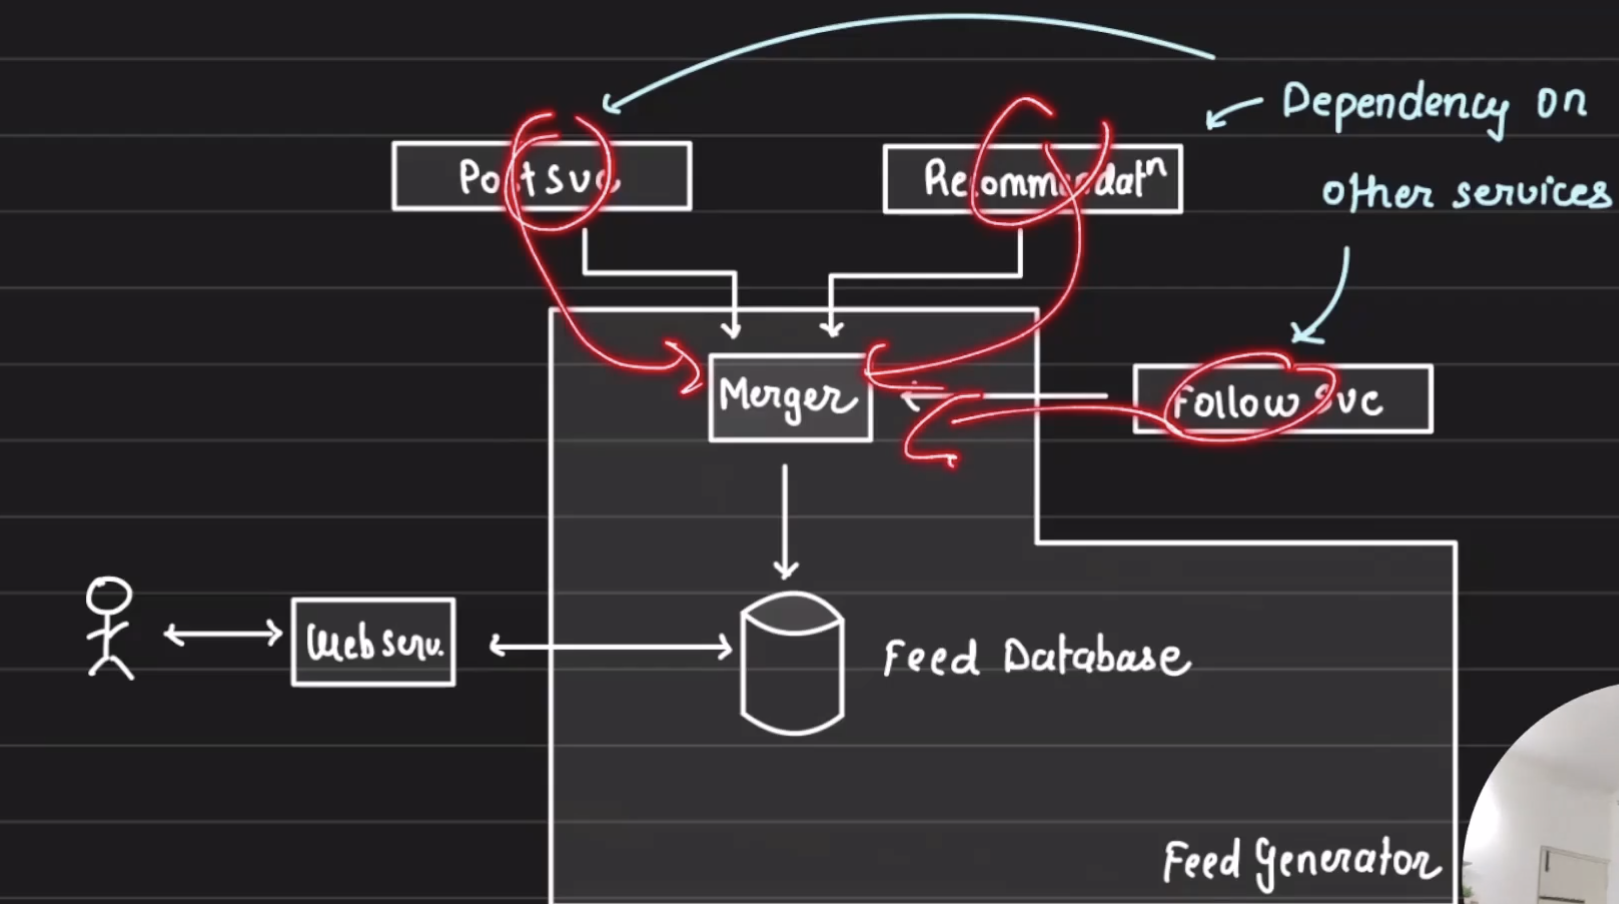 Dependency on
other services
Post svc
Recommendatn
Merger
Follow svc
Web serv.
Feed Database
Feed Generator